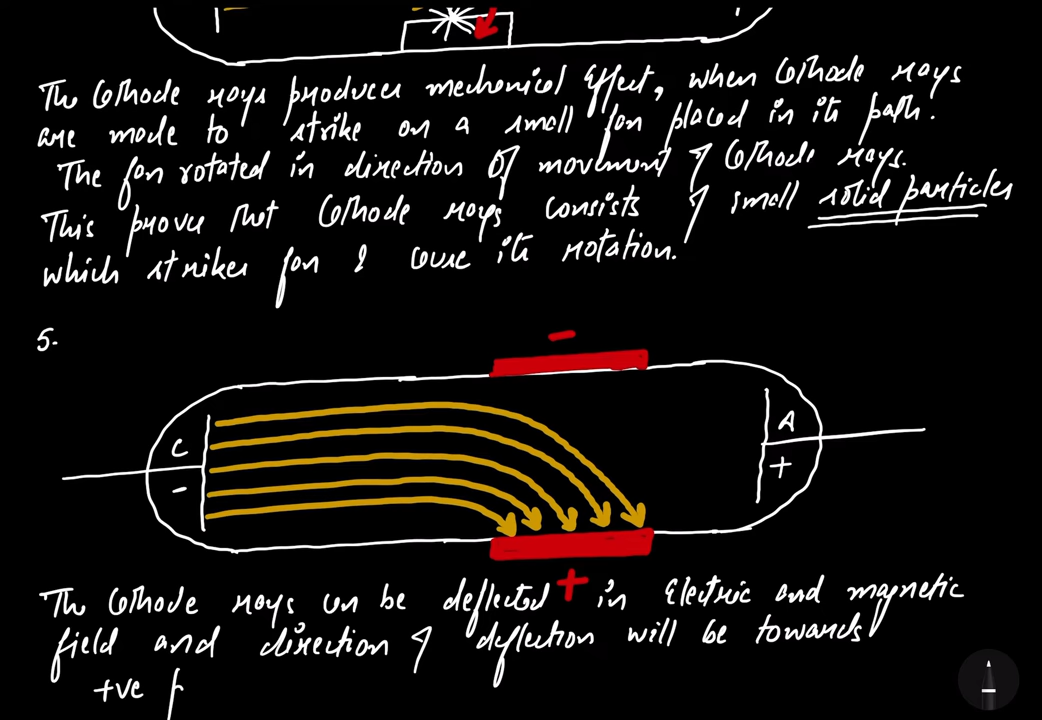 The Cathode rays produces mechanical Effect, when Cathode rays
are made to strike on a small fan placed in its path.
The fan rotated in direction of movement of Cathode rays.
This proves that Cathode rays consists of small solid particles
which strikes fan & cause its rotation.
5.
-
C
A
-
+
+
The Cathode rays can be deflected in Electric and magnetic
field and direction of deflection will be towards
+ve p